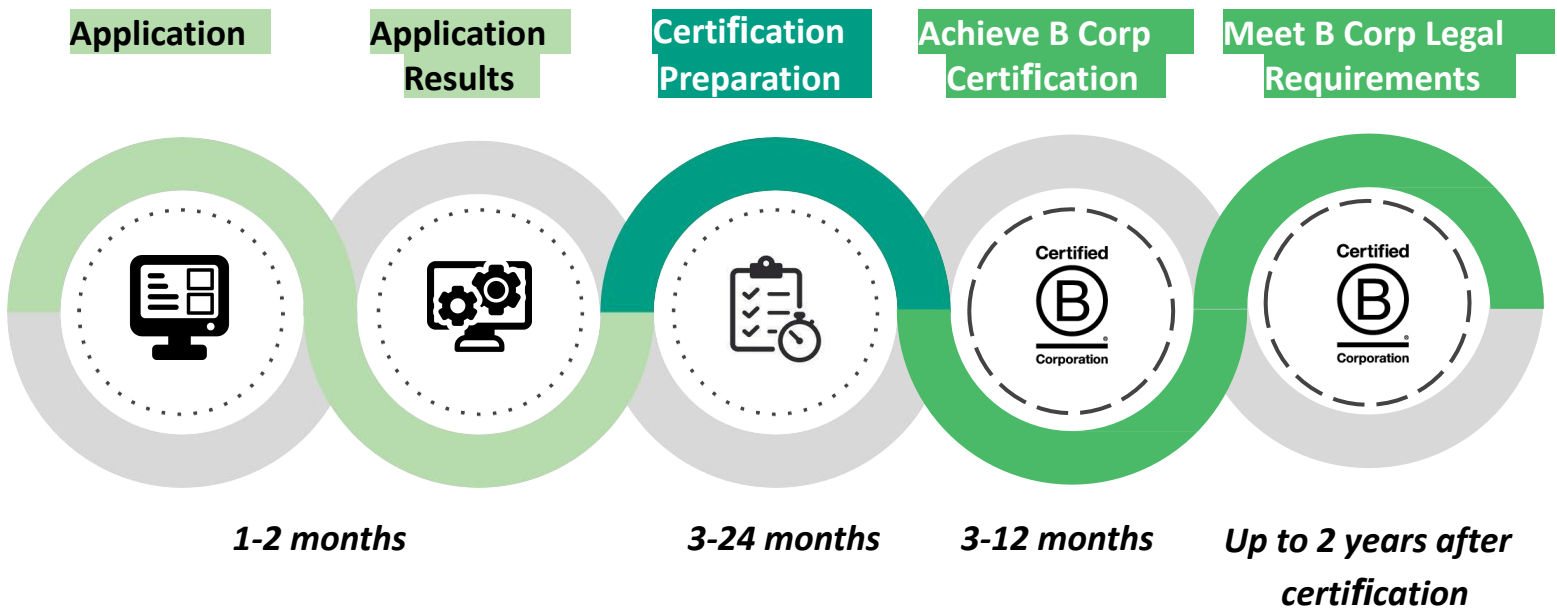 Application
Application
Results
Certification
Preparation
Achieve B Corp
Certification
Meet B Corp Legal
Requirements
Certified
B
Corporation
Certified
B
Corporation
1-2 months
3-24 months
3-12 months
Up to 2 years after
certification